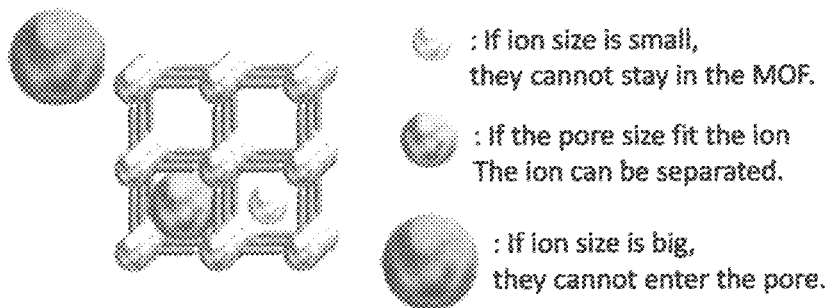 : If ion size is small,
they cannot stay in the MOF.
: If the pore size fit the ion
The ion can be separated.
: If ion size is big,
they cannot enter the pore.